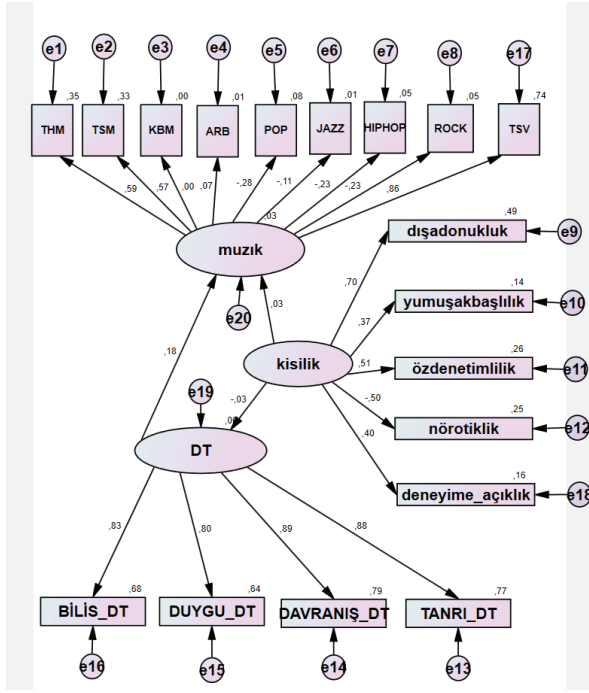 e1 e2 e3 e4 e5 e6 e7 e8 e17
,35 ,33 ,00 ,01 ,08 ,01 ,05 ,05 ,74
THM TSM KBM ARB POP JAZZ HIPHOP ROCK TSV
,59 ,57 ,00 ,07 -,28 -,11 -,23 -,23 ,86
,03
muzık
,49
dışadonukluk e9
e20
,03
,70
,14
yumuşakbaşlılık e10
,37
,18
kisilik
,51
,26
özdenetimlilik e11
e19
-,03
-,50
,25
nörotiklik e12
DT
,40
,16
deneyime_açıklık e18
,83 ,80 ,89 ,88
,68 ,64 ,79 ,77
BİLİS_DT DUYGU_DT DAVRANIŞ_DT TANRI_DT
e16 e15 e14 e13